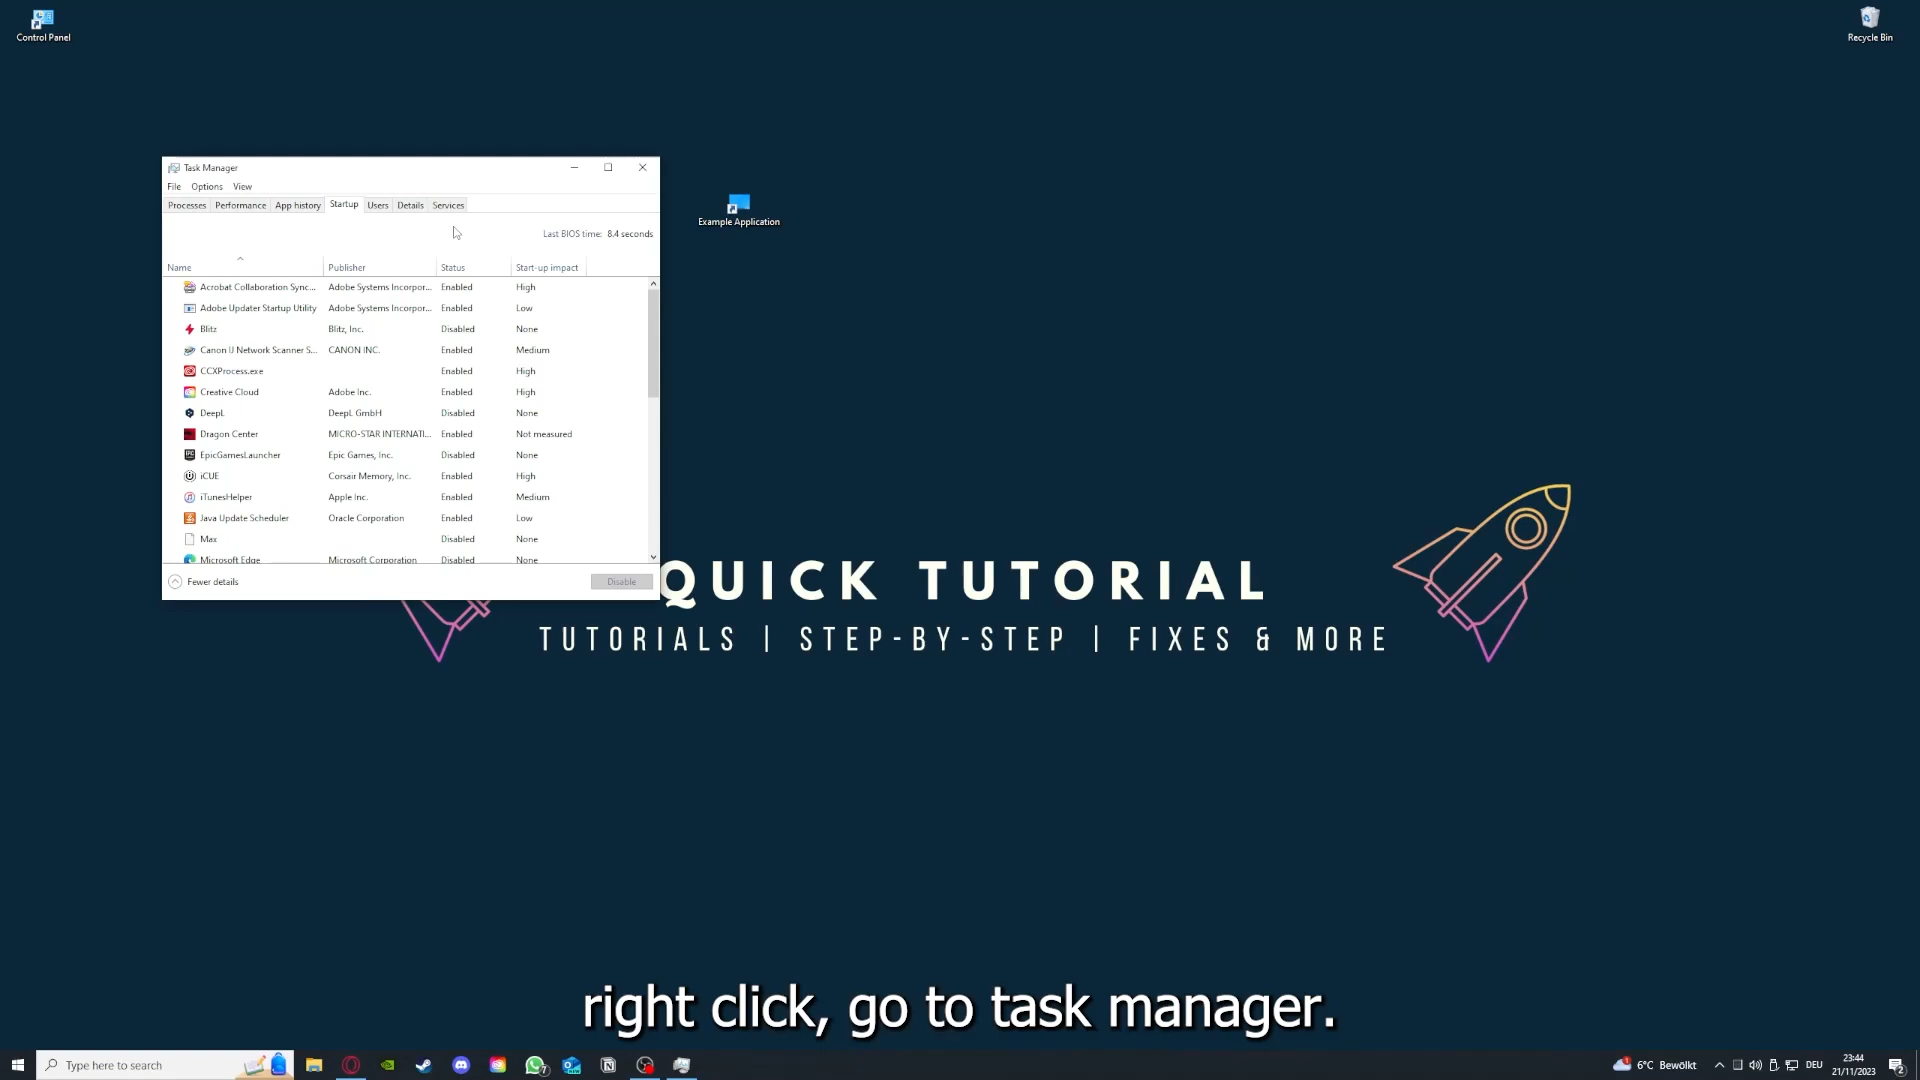 Control Panel
Recycle Bin
Task Manager
File Options View
Processes Performance App history Startup Users Details Services
Example Application
Last BIOS time: 8.4 seconds
Name Publisher Status Start-up impact
Acrobat Collaboration Sync... Adobe Systems Incorpor... Enabled High
Adobe Updater Startup Utility Adobe Systems Incorpor... Enabled Low
Blitz Blitz, Inc. Disabled None
Canon IJ Network Scanner S... CANON INC. Enabled Medium
CCXProcess.exe Enabled High
Creative Cloud Adobe Inc. Enabled High
DeepL DeepL GmbH Disabled None
Dragon Center MICRO-STAR INTERNATI... Enabled Not measured
EpicGamesLauncher Epic Games, Inc. Disabled None
iCUE Corsair Memory, Inc. Enabled High
iTunesHelper Apple Inc. Enabled Medium
Java Update Scheduler Oracle Corporation Enabled Low
Max Disabled None
Microsoft Edge Microsoft Corporation Disabled None
Fewer details Disable
QUICK TUTORIAL
TUTORIALS | STEP-BY-STEP | FIXES & MORE
right click, go to task manager.
Type here to search
7
1
6°C Bewölkt
DEU
23:44
21/11/2023
2